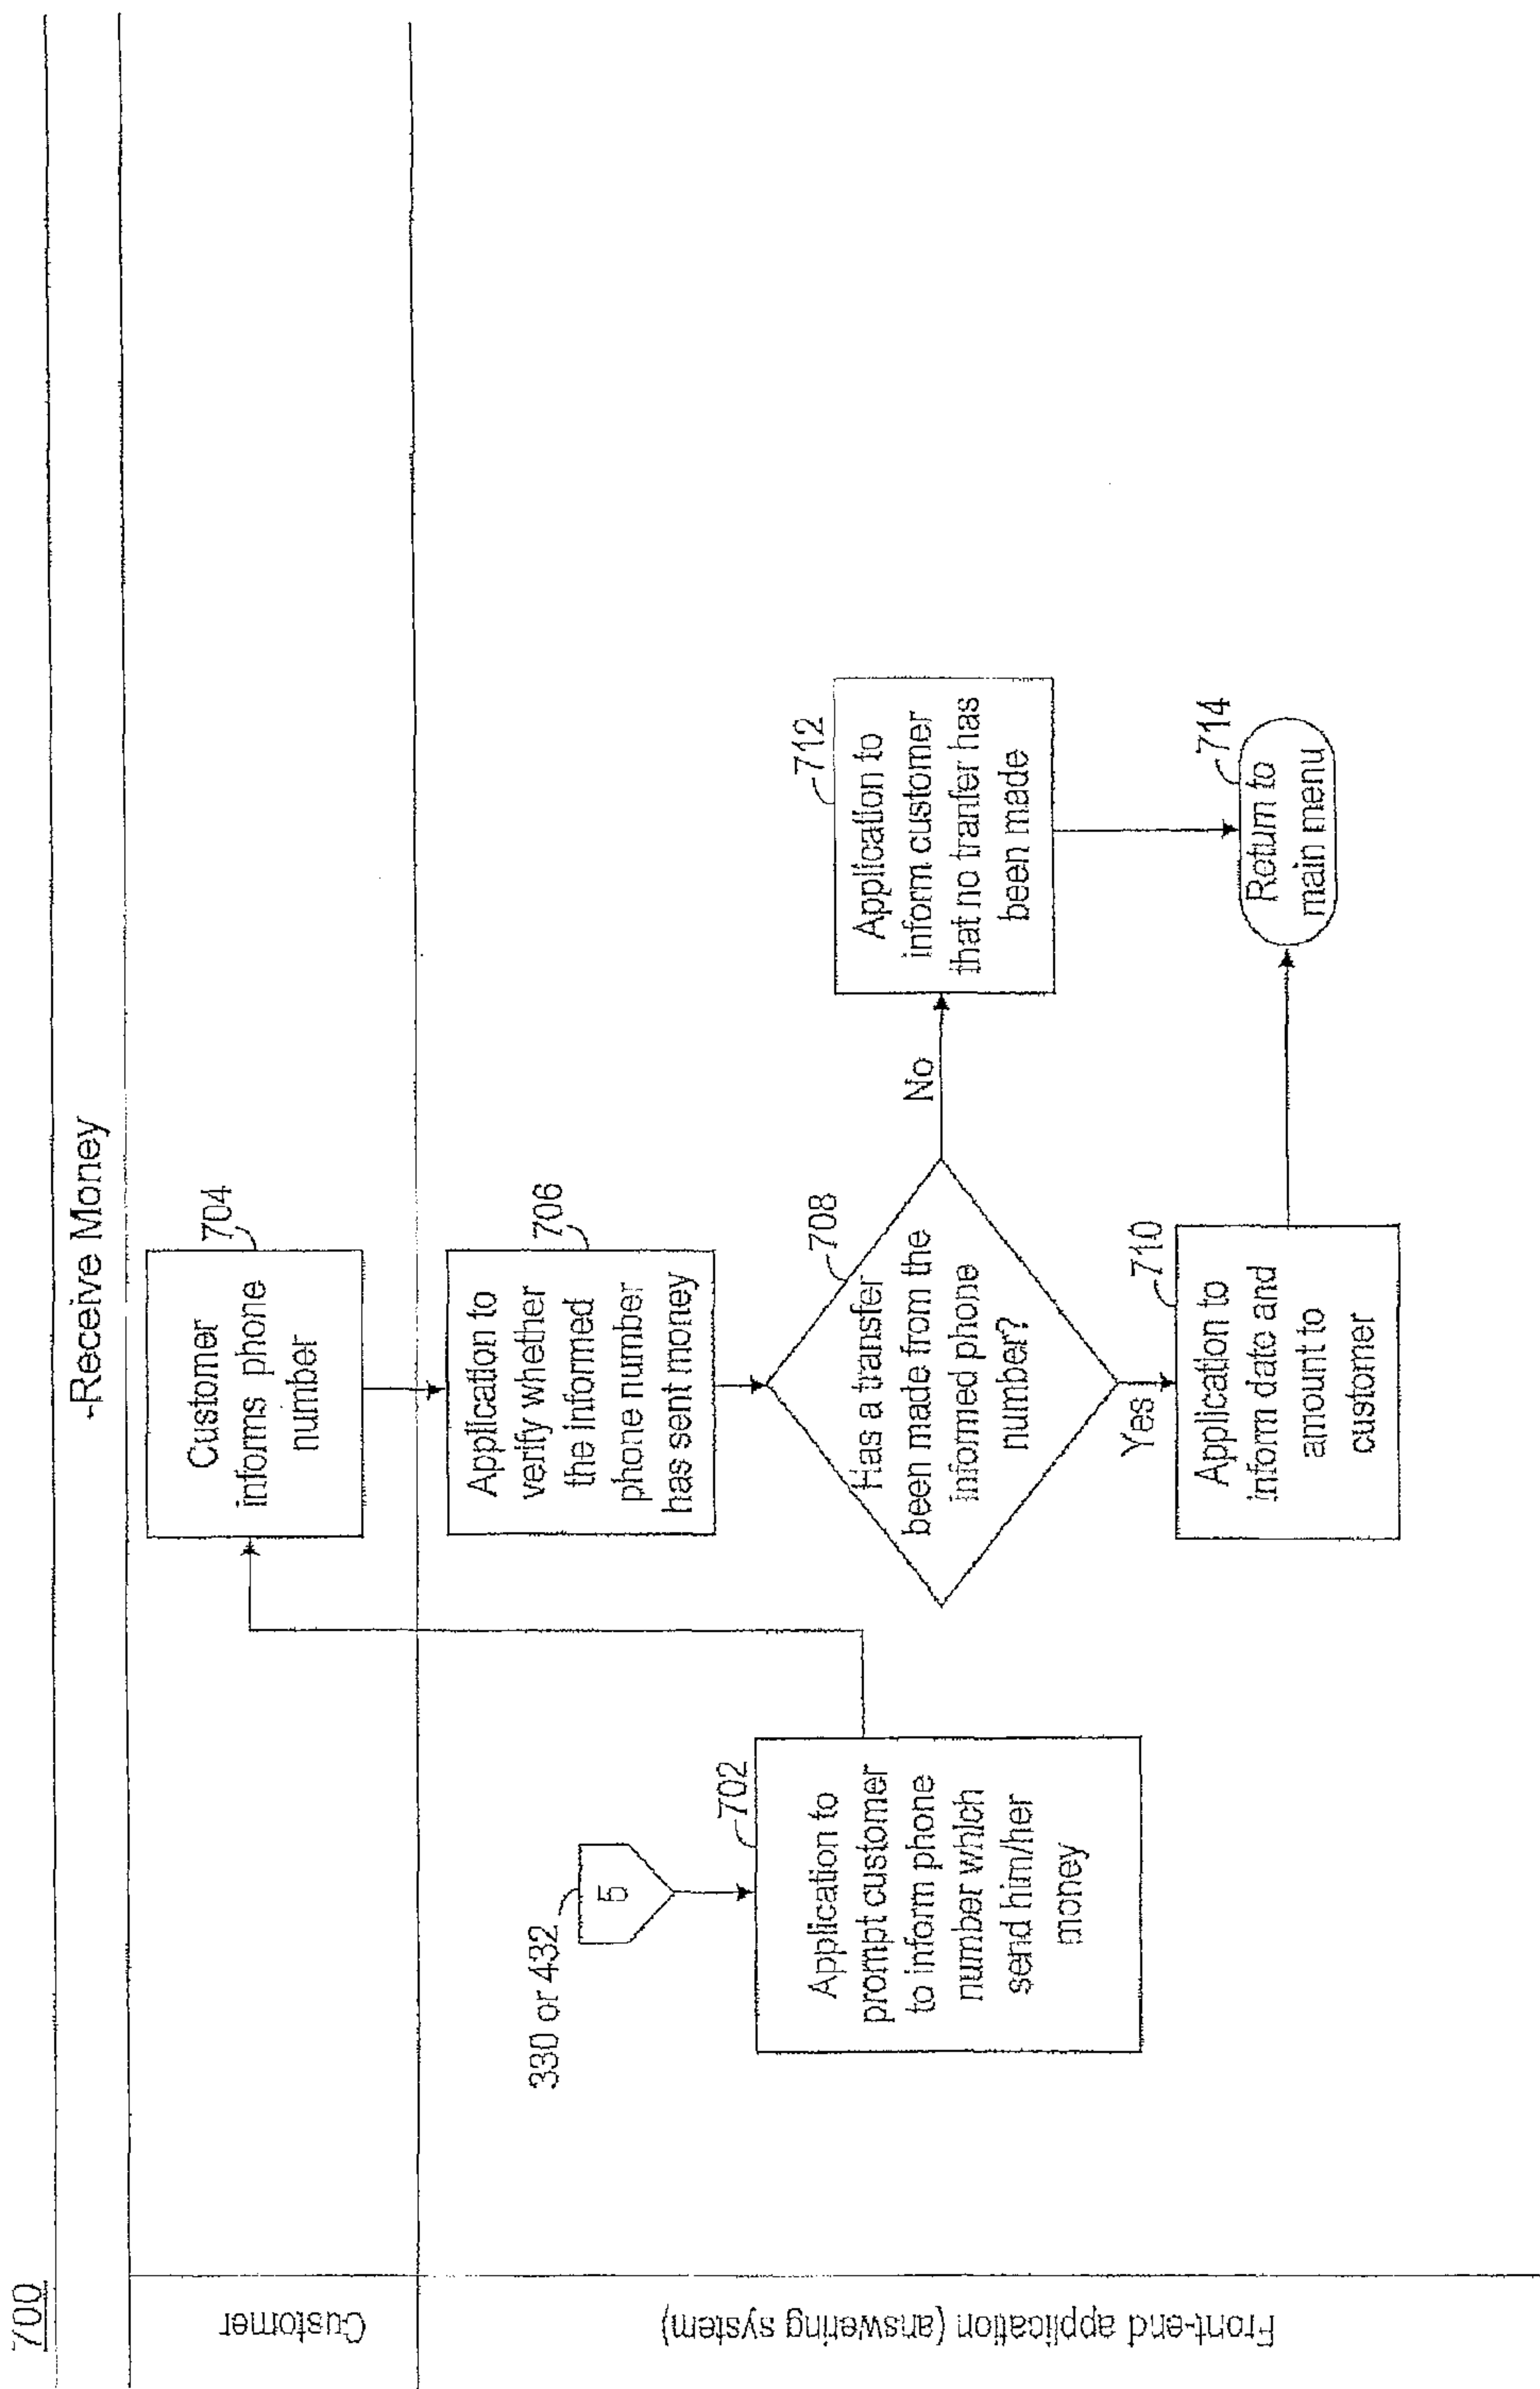 700
-Receive Money
Customer
704
Customer
informs phone
number
Front-end application (answering system)
330 or 432
5
702
Application to
prompt customer
to inform phone
number which
send him/her
money
706
Application to
verify whether
the informed
phone number
has sent money
708
Has a transfer
been made from the
informed phone
number?
No
Yes
710
Application to
inform date and
amount to
customer
712
Application to
inform customer
that no tranfer has
been made
714
Return to
main menu